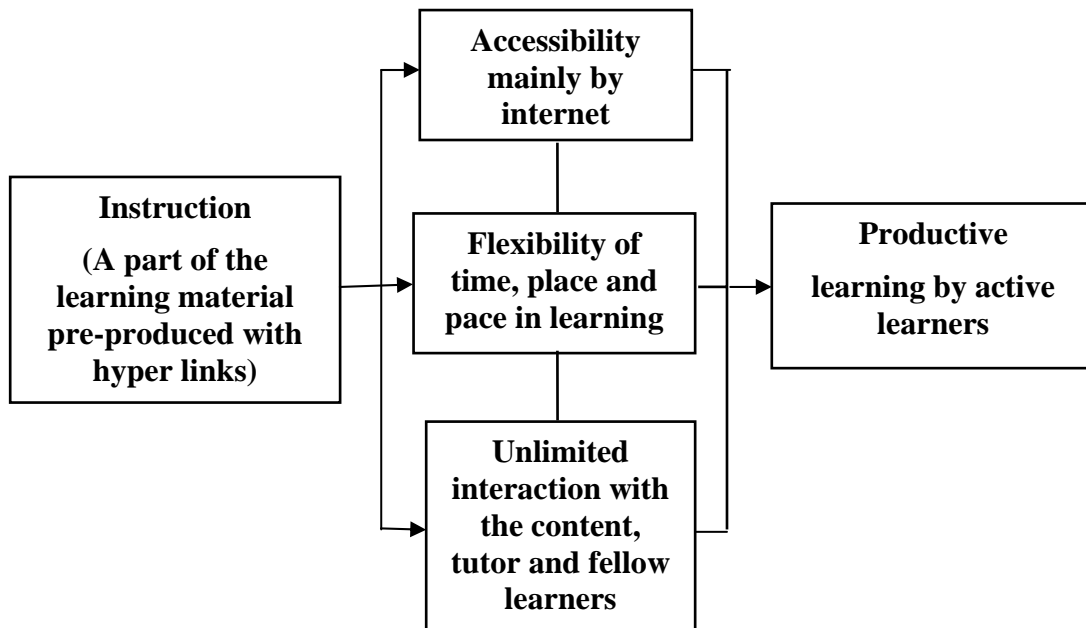 Accessibility
mainly by
internet
Instruction
(A part of the
learning material
pre-produced with
hyper links)
Flexibility of
time, place and
pace in learning
Productive
learning by active
learners
Unlimited
interaction with
the content,
tutor and fellow
learners